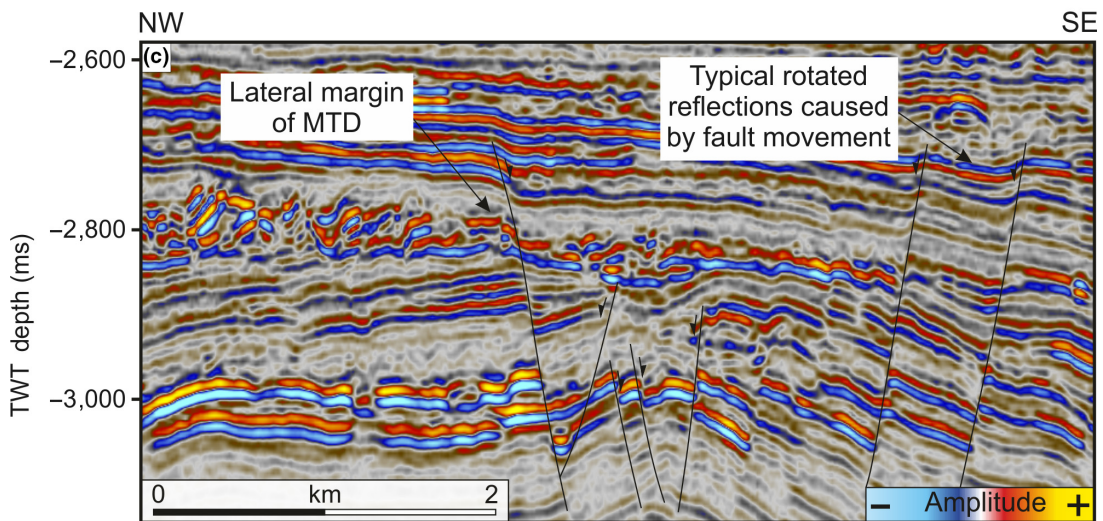 NW
SE
(c)
–2,600
Lateral margin
of MTD
Typical rotated
reflections caused
by fault movement
–2,800
TWT depth (ms)
–3,000
0 km 2
– Amplitude +